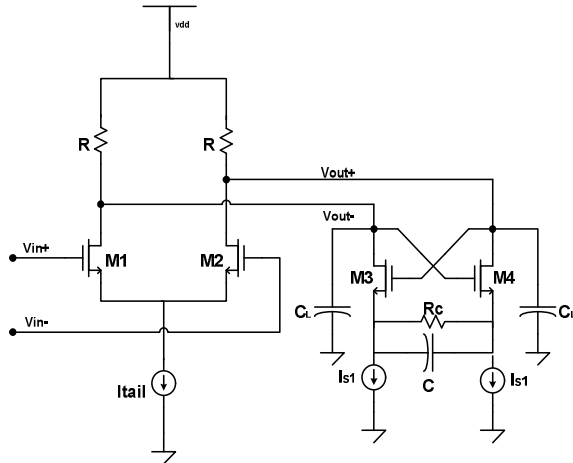 vdd
R
R
Vout+
Vout-
Vin+
M1
M2
M3
M4
CL
Rc
CL
Vin-
C
Itail
IS1
IS1